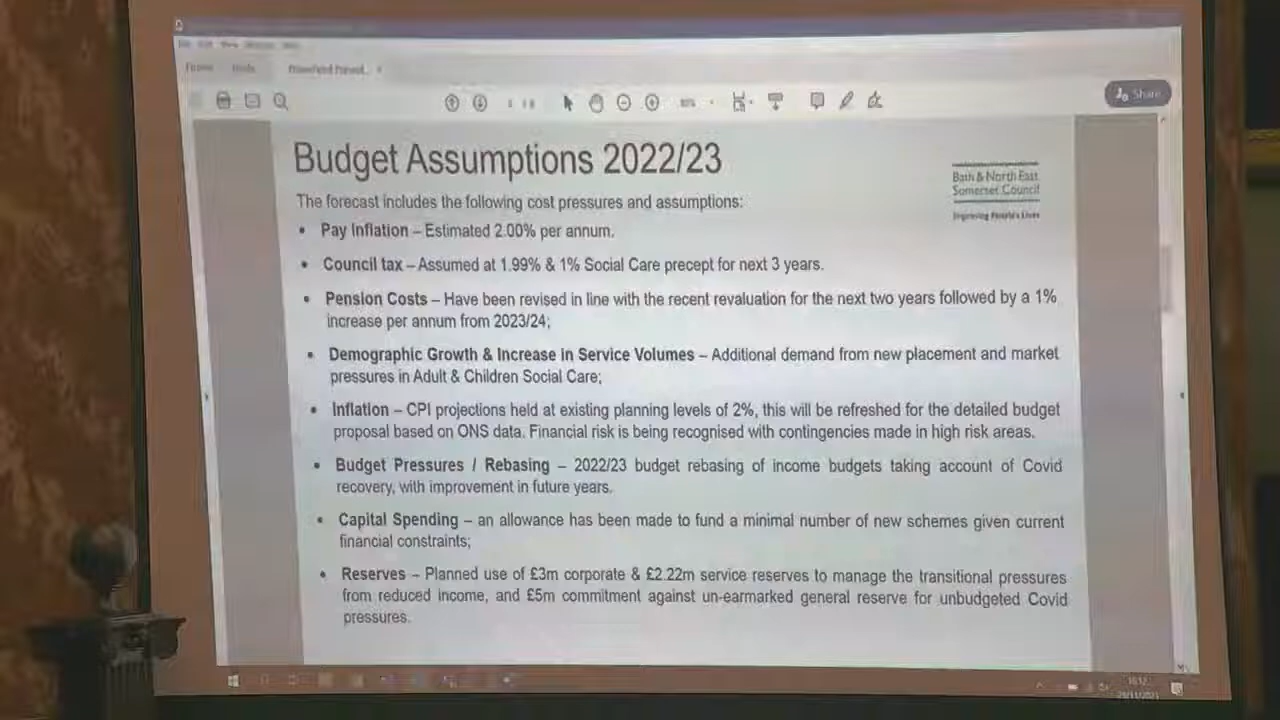 Share
Budget Assumptions 2022/23
Bath & North East
Somerset Council
Improving People's Lives
The forecast includes the following cost pressures and assumptions:
• Pay Inflation – Estimated 2.00% per annum.
• Council tax – Assumed at 1.99% & 1% Social Care precept for next 3 years.
• Pension Costs – Have been revised in line with the recent revaluation for the next two years followed by a 1%
increase per annum from 2023/24;
• Demographic Growth & Increase in Service Volumes – Additional demand from new placement and market
pressures in Adult & Children Social Care;
• Inflation – CPI projections held at existing planning levels of 2%, this will be refreshed for the detailed budget
proposal based on ONS data. Financial risk is being recognised with contingencies made in high risk areas.
• Budget Pressures / Rebasing – 2022/23 budget rebasing of income budgets taking account of Covid
recovery, with improvement in future years.
• Capital Spending – an allowance has been made to fund a minimal number of new schemes given current
financial constraints;
• Reserves – Planned use of £3m corporate & £2.22m service reserves to manage the transitional pressures
from reduced income, and £5m commitment against un-earmarked general reserve for unbudgeted Covid
pressures.